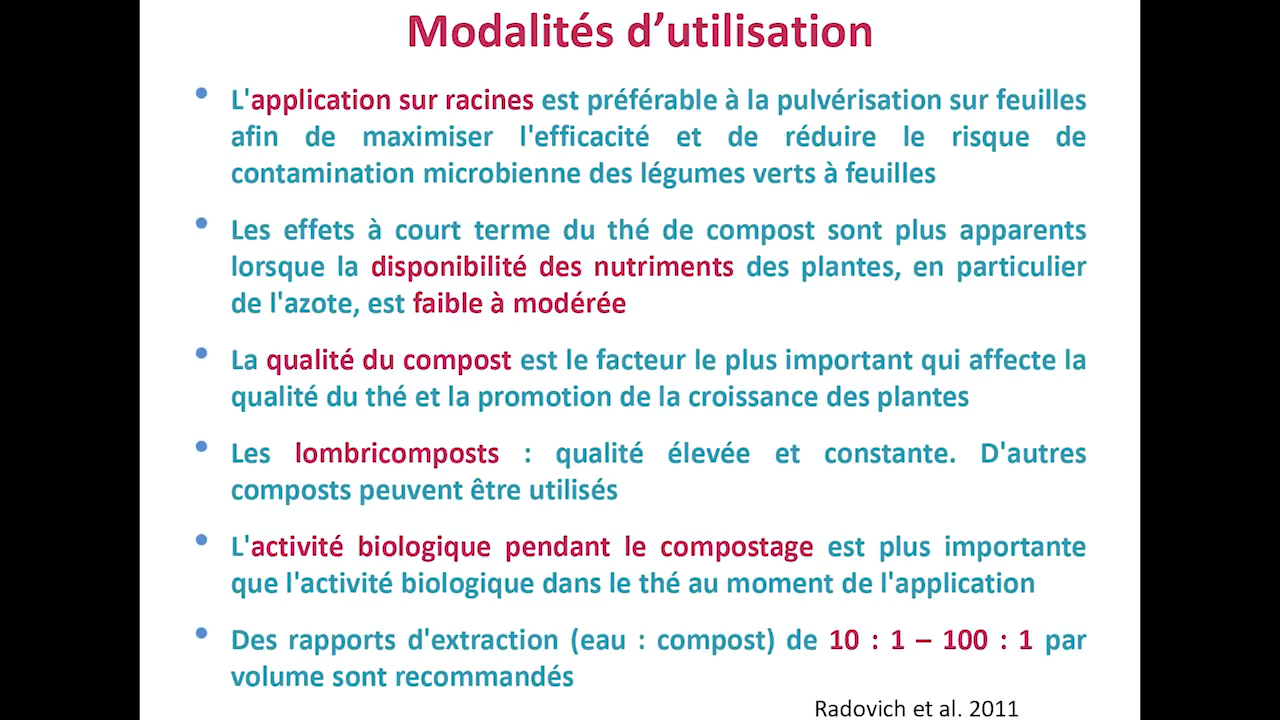 Modalités d’utilisation
• L'application sur racines est préférable à la pulvérisation sur feuilles
afin de maximiser l'efficacité et de réduire le risque de
contamination microbienne des légumes verts à feuilles
• Les effets à court terme du thé de compost sont plus apparents
lorsque la disponibilité des nutriments des plantes, en particulier
de l'azote, est faible à modérée
• La qualité du compost est le facteur le plus important qui affecte la
qualité du thé et la promotion de la croissance des plantes
• Les lombricomposts : qualité élevée et constante. D'autres
composts peuvent être utilisés
• L'activité biologique pendant le compostage est plus importante
que l'activité biologique dans le thé au moment de l'application
• Des rapports d'extraction (eau : compost) de 10 : 1 – 100 : 1 par
volume sont recommandés
Radovich et al. 2011